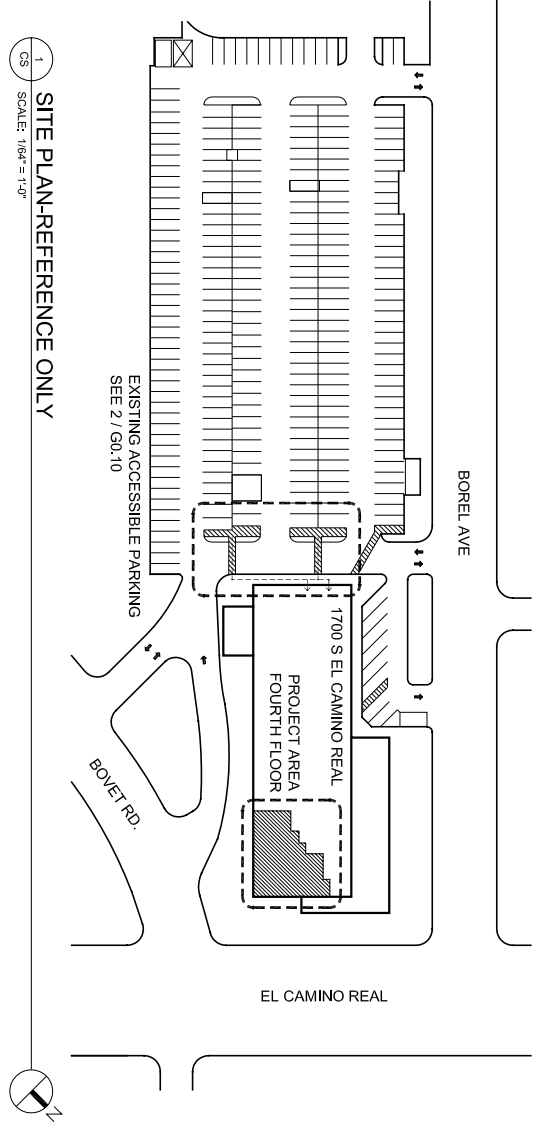 BOREL AVE
1700 S EL CAMINO REAL
PROJECT AREA
FOURTH FLOOR
EXISTING ACCESSIBLE PARKING
SEE 2 / G0.10
BOVET RD.
EL CAMINO REAL
1
CS
SITE PLAN-REFERENCE ONLY
SCALE: 1/64" = 1'-0"
N